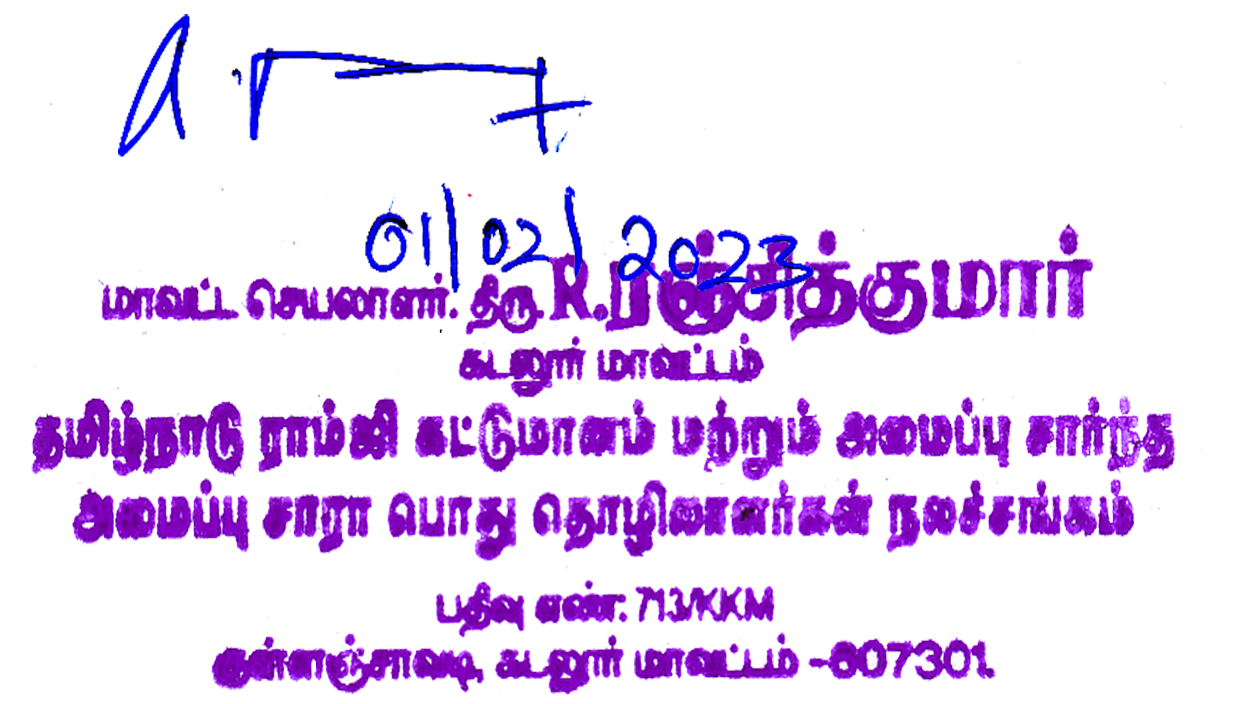 01/02/2023
மாவட்ட செயலாளர். திரு. R.ரஞ்சித்குமார்
கடலூர் மாவட்டம்
தமிழ்நாடு ராம்ஜி கட்டுமானம் மற்றும் அமைப்பு சார்ந்த
அமைப்பு சாரா பொது தொழிலாளர்கள் நலச்சங்கம்
பதிவு எண்: 713/KKM
குள்ளஞ்சாவடி, கடலூர் மாவட்டம் -607301.